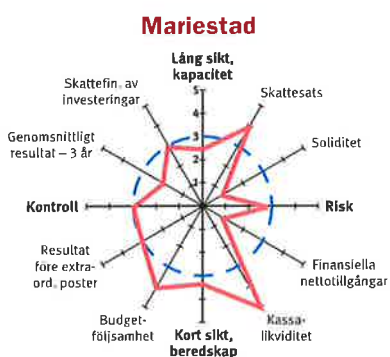 Mariestad
Lång sikt,
kapacitet
Skattefin. av
investeringar
Skattesats
Genomsnittligt
resultat – 3 år
Soliditet
5
4
3
2
1
Kontroll
Risk
Resultat
före extra-
ord. poster
Finansiella
nettotillgångar
Budget-
följsamhet
Kort sikt,
beredskap
Kassa-
likviditet